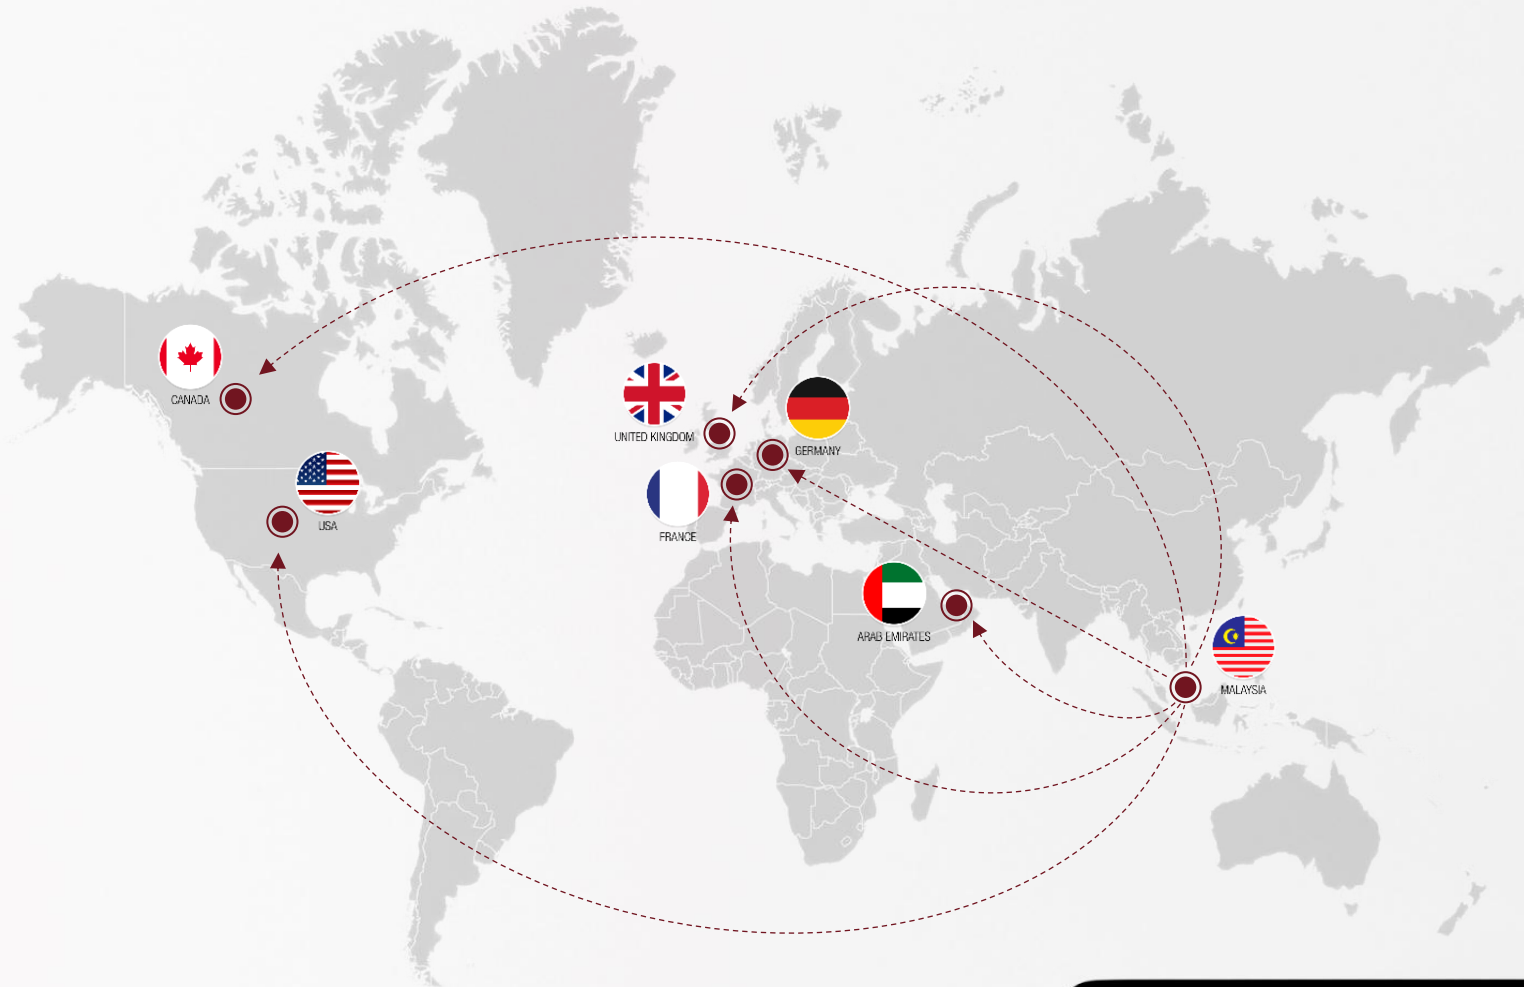 CANADA
USA
UNITED KINGDOM
GERMANY
FRANCE
ARAB EMIRATES
MALAYSIA